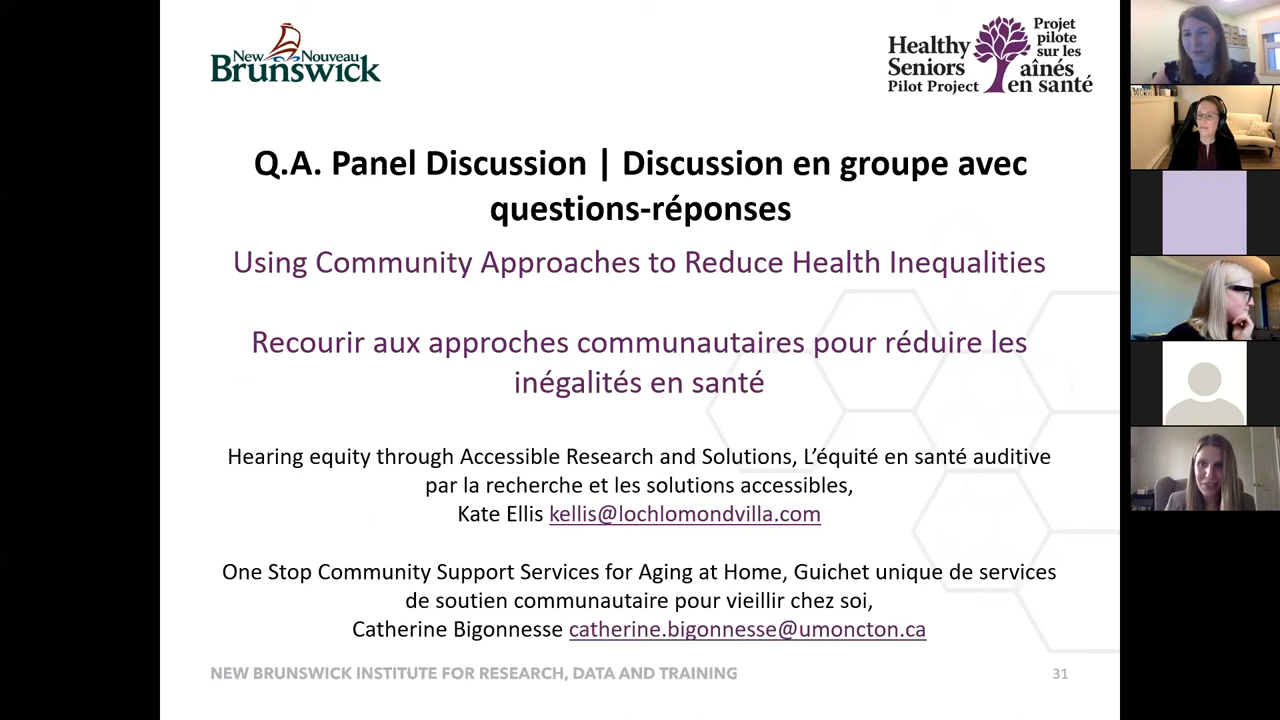 New Nouveau
Brunswick
Healthy
Seniors
Pilot Project
Projet
pilote
sur les
aînés
en santé
Q.A. Panel Discussion | Discussion en groupe avec
questions-réponses
Using Community Approaches to Reduce Health Inequalities
Recourir aux approches communautaires pour réduire les
inégalités en santé
Hearing equity through Accessible Research and Solutions, L’équité en santé auditive
par la recherche et les solutions accessibles,
Kate Ellis kellis@lochlomondvilla.com
One Stop Community Support Services for Aging at Home, Guichet unique de services
de soutien communautaire pour vieillir chez soi,
Catherine Bigonnesse catherine.bigonnesse@umoncton.ca
NEW BRUNSWICK INSTITUTE FOR RESEARCH, DATA AND TRAINING
31